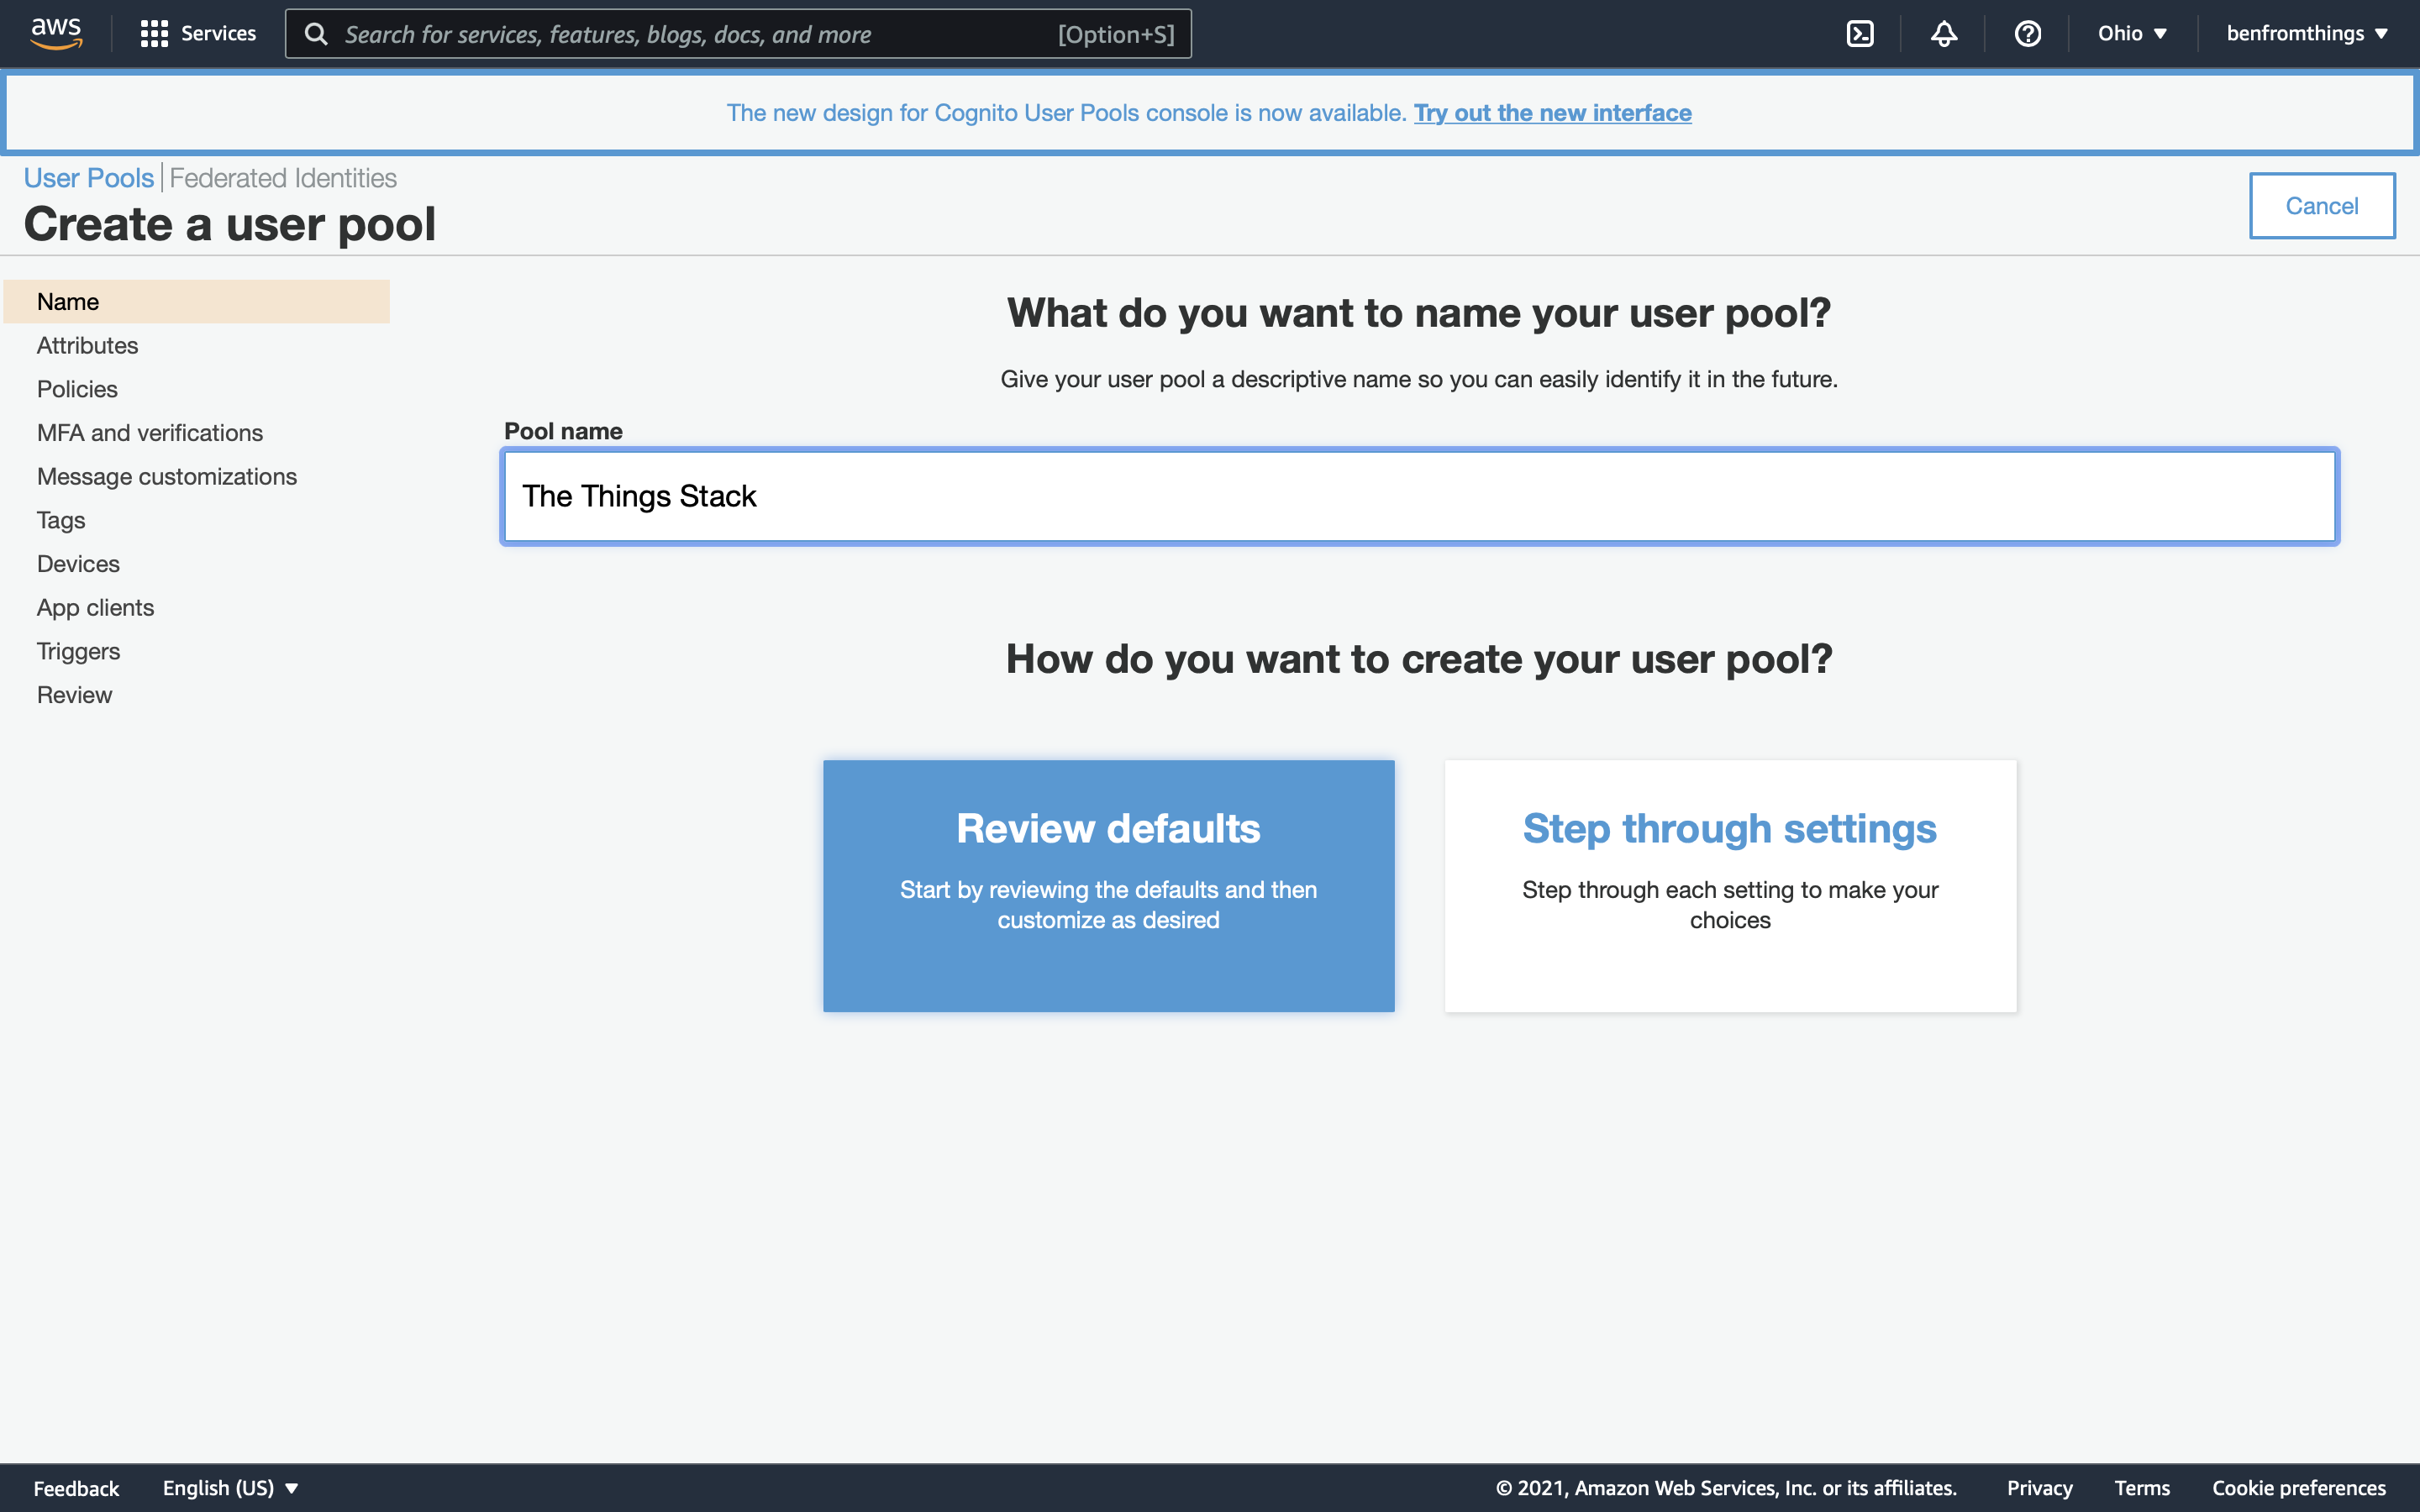 aws Services Search for services, features, blogs, docs, and more [Option+S] Ohio benfromthings
The new design for Cognito User Pools console is now available. Try out the new interface
User Pools Federated Identities
Create a user pool
Cancel
Name
Attributes
Policies
MFA and verifications
Message customizations
Tags
Devices
App clients
Triggers
Review
What do you want to name your user pool?
Give your user pool a descriptive name so you can easily identify it in the future.
Pool name
The Things Stack
How do you want to create your user pool?
Review defaults
Start by reviewing the defaults and then
customize as desired
Step through settings
Step through each setting to make your
choices
Feedback English (US) © 2021, Amazon Web Services, Inc. or its affiliates. Privacy Terms Cookie preferences